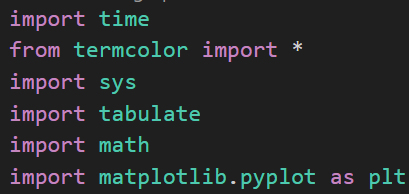 import time
from termcolor import *
import sys
import tabulate
import math
import matplotlib.pyplot as plt